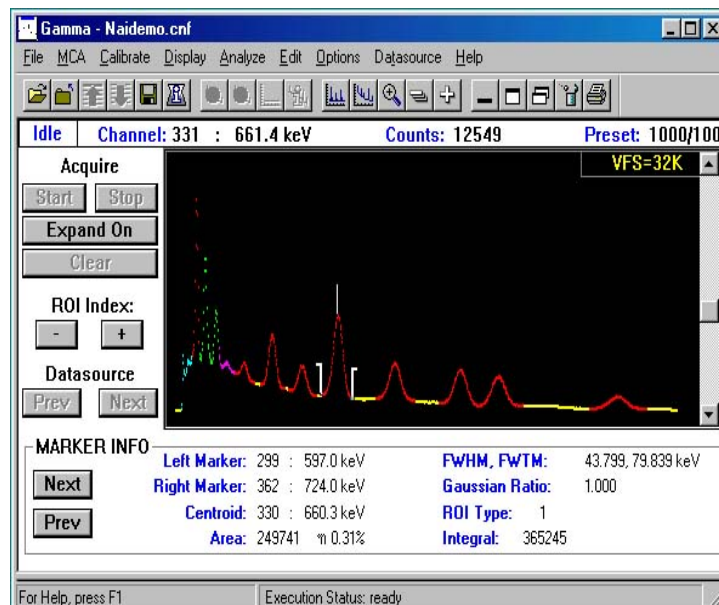 Gamma - Naidemo.cnf
File MCA Calibrate Display Analyze Edit Options Datasource Help
Idle Channel: 331 : 661.4 keV Counts: 12549 Preset: 1000/100
Acquire
VFS=32K
Start Stop
Expand On
Clear
ROI Index:
- +
Datasource
Prev Next
MARKER INFO
Next
Prev
Left Marker: 299 : 597.0 keV
Right Marker: 362 : 724.0 keV
Centroid: 330 : 660.3 keV
Area: 249741 ៣ 0.31%
FWHM, FWTM: 43.799, 79.839 keV
Gaussian Ratio: 1.000
ROI Type: 1
Integral: 365245
For Help, press F1 Execution Status: ready